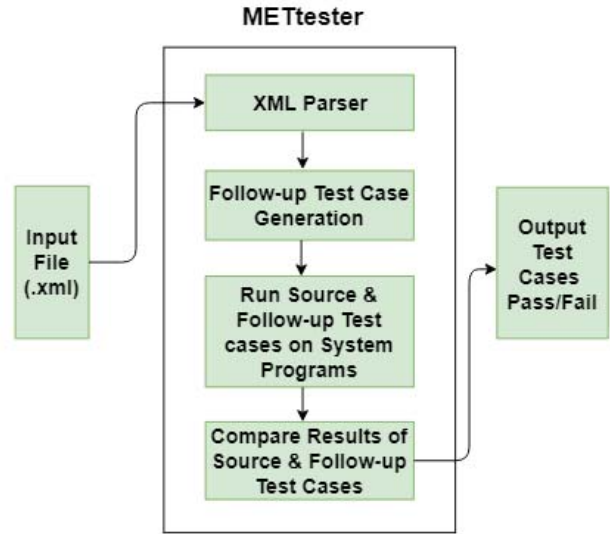 METtester
Input
File
(.xml)
XML Parser
Follow-up Test Case
Generation
Run Source &
Follow-up Test
cases on System
Programs
Compare Results of
Source & Follow-up
Test Cases
Output
Test
Cases
Pass/Fail